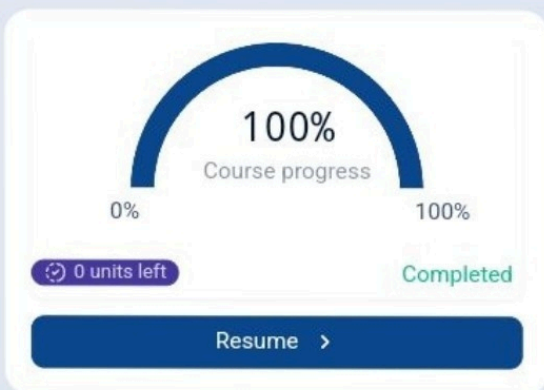 100%
Course progress
0% 100%
0 units left Completed
Resume >